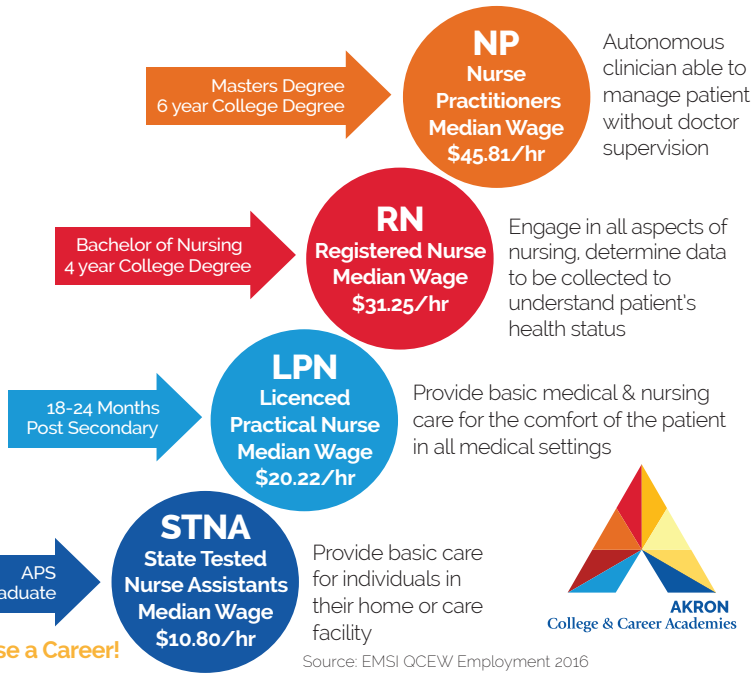 NP
Nurse
Practitioners
Median Wage
$45.81/hr
Masters Degree
6 year College Degree
Autonomous
clinician able to
manage patient
without doctor
supervision
RN
Registered Nurse
Median Wage
$31.25/hr
Bachelor of Nursing
4 year College Degree
Engage in all aspects of
nursing, determine data
to be collected to
understand patient's
health status
LPN
Licenced
Practical Nurse
Median Wage
$20.22/hr
18-24 Months
Post Secondary
Provide basic medical & nursing
care for the comfort of the patient
in all medical settings
STNA
State Tested
Nurse Assistants
Median Wage
$10.80/hr
APS
Provide basic care
for individuals in
their home or care
facility
a Career!
AKRON
College & Career Academies
Source: EMSI QCEW Employment 2016